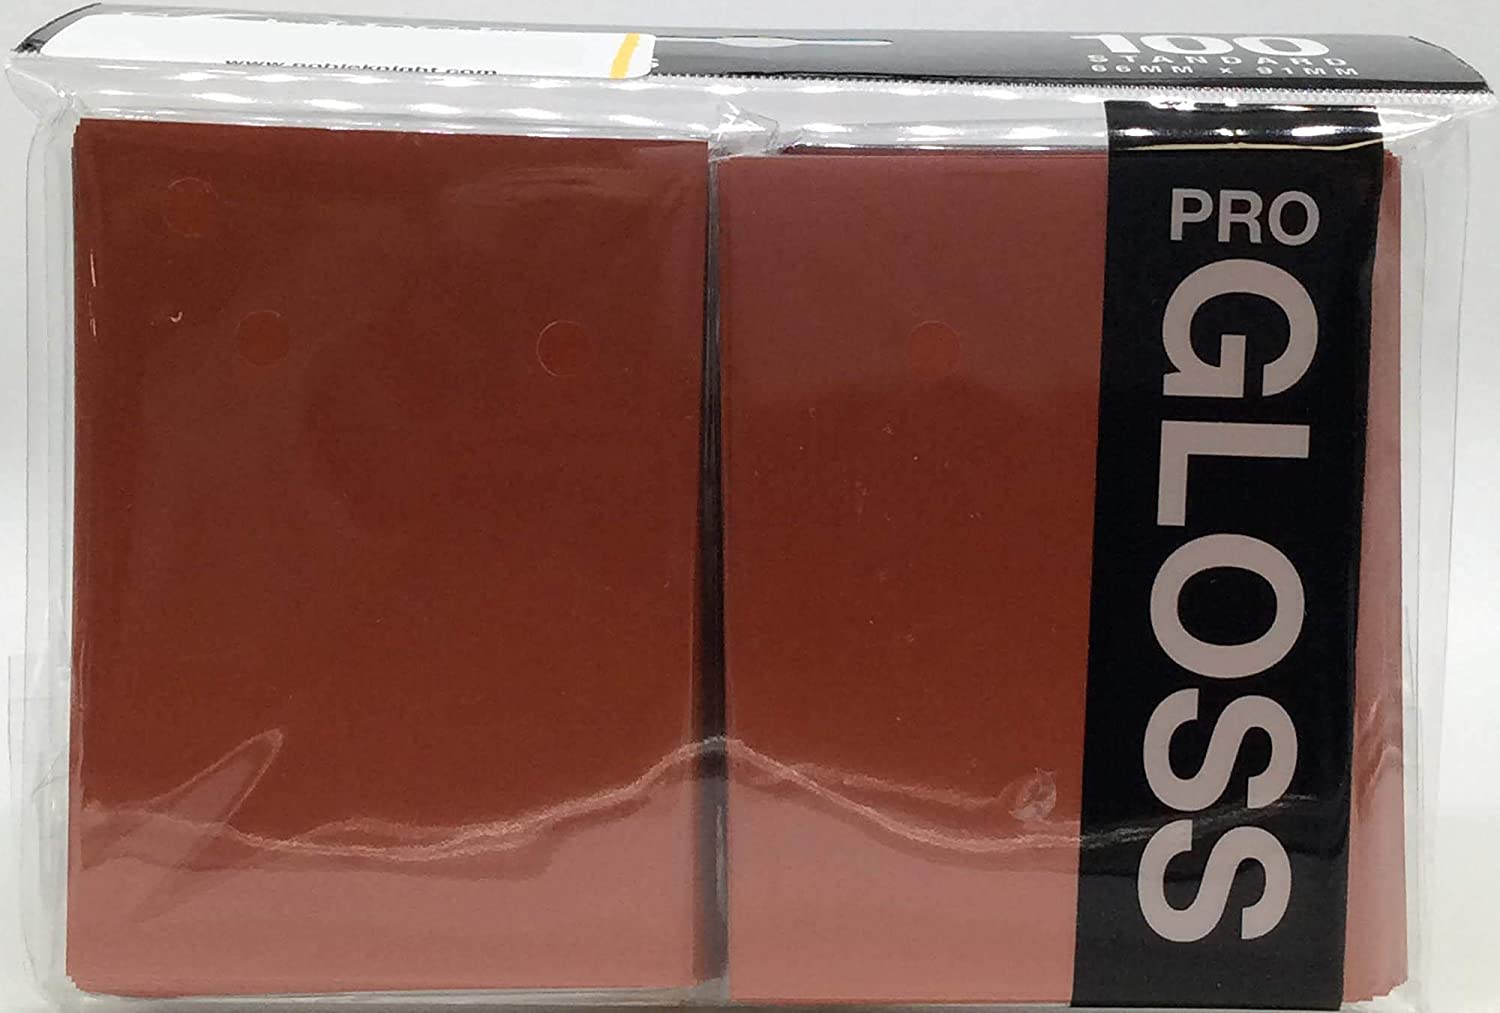 www.nobleknight.com
100
STANDARD
66MM X 91MM
PRO
GLOSS